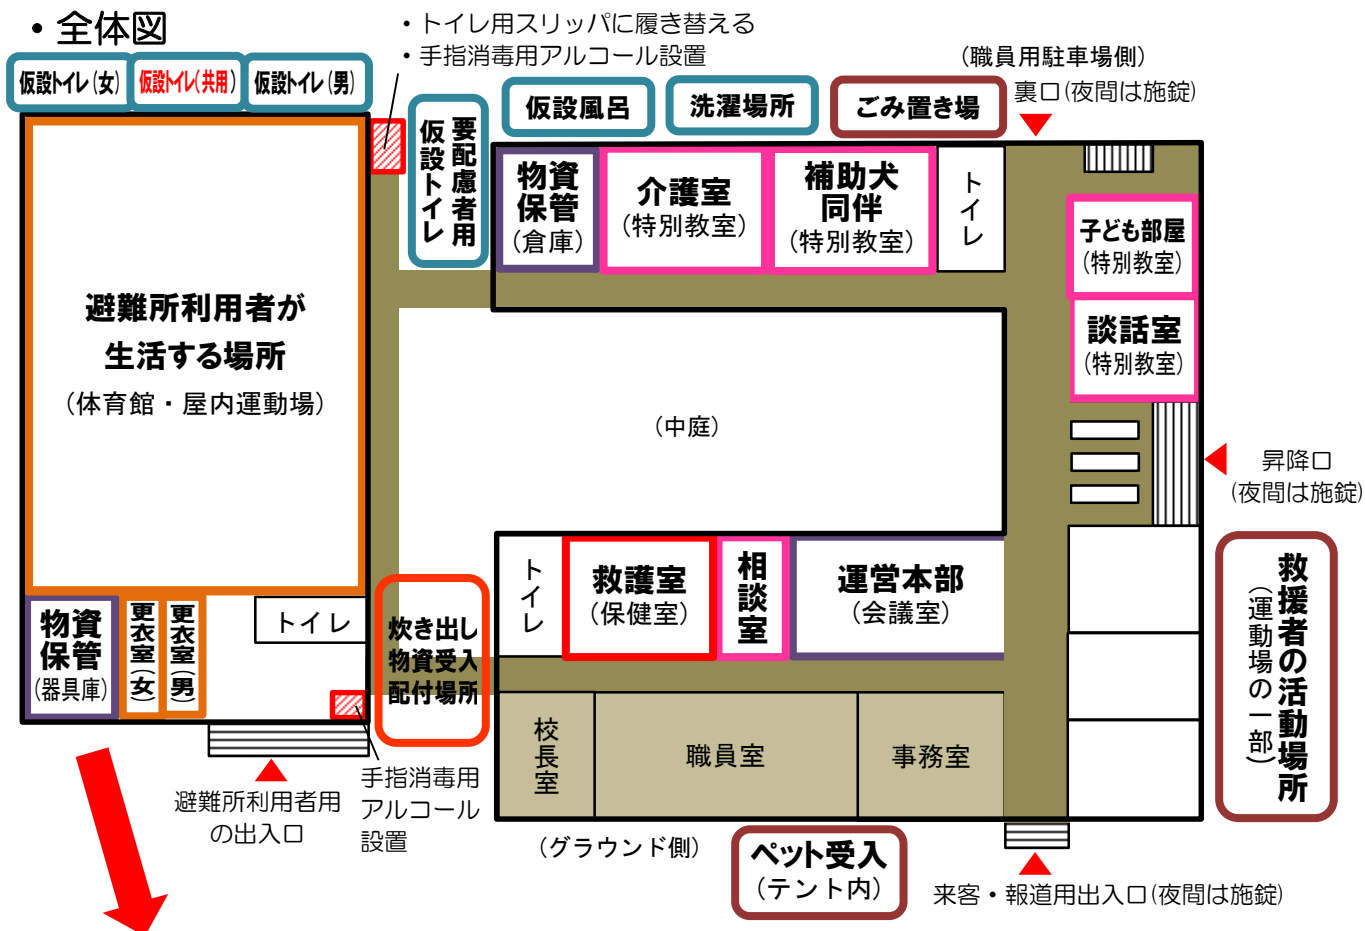 ・全体図
・トイレ用スリッパに履き替える
・手指消毒用アルコール設置
仮設トイレ(女)
仮設トイレ(共用)
仮設トイレ(男)
要配慮者用
仮設トイレ
仮設風呂
洗濯場所
ごみ置き場
(職員用駐車場側)
裏口(夜間は施錠)
物資
保管
(倉庫)
介護室
(特別教室)
補助犬
同伴
(特別教室)
トイレ
子ども部屋
(特別教室)
談話室
(特別教室)
避難所利用者が
生活する場所
(体育館・屋内運動場)
(中庭)
昇降口
(夜間は施錠)
トイレ
救護室
(保健室)
相談室
運営本部
(会議室)
救援者の活動場所
(運動場の一部)
物資
保管
(器具庫)
更衣室(女)
更衣室(男)
トイレ
炊き出し
物資受入
配付場所
校長室
職員室
事務室
避難所利用者用
の出入口
手指消毒用
アルコール
設置
(グラウンド側)
ペット受入
(テント内)
来客・報道用出入口(夜間は施錠)